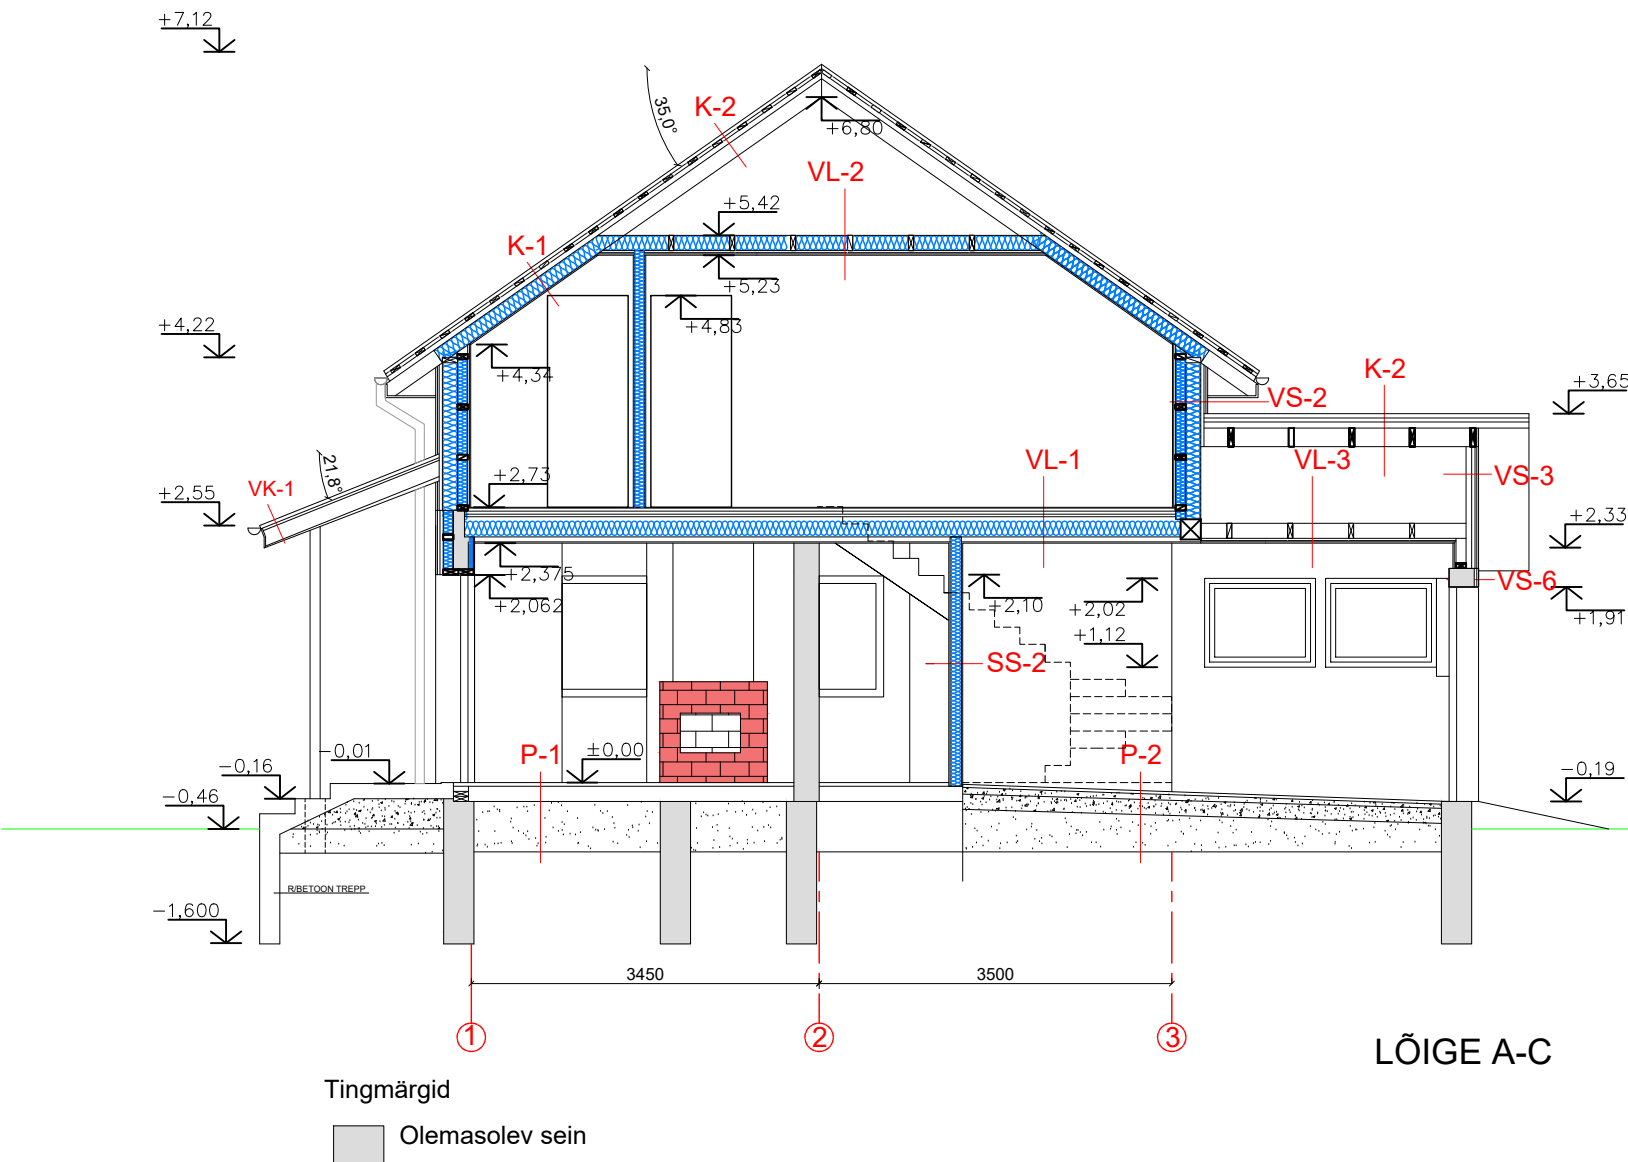 +7,12
35,0°
K-2
+6,80
VL-2
+5,42
K-1
+5,23
+4,83
+4,22
+4,34
K-2
+3,65
VS-2
21,8°
VL-1
VL-3
VK-1
+2,73
VS-3
+2,55
+2,33
+2,375
+2,062
+2,10
+2,02
VS-6
+1,91
+1,12
SS-2
-0,01
P-1
±0,00
P-2
-0,16
-0,19
-0,46
R/BETOON TREPP
-1,600
3450
3500
1
2
3
LÕIGE A-C
Tingmärgid
Olemasolev sein